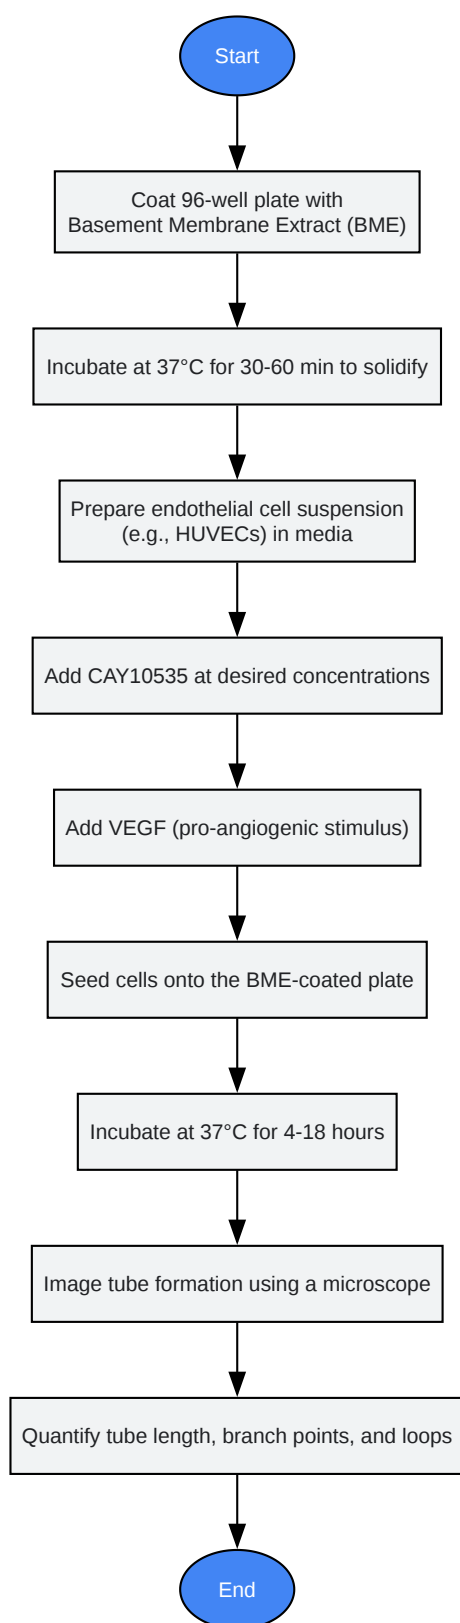 Start
Coat 96-well plate with
Basement Membrane Extract (BME)
Incubate at 37°C for 30-60 min to solidify
Prepare endothelial cell suspension
(e.g., HUVECs) in media
Add CAY10535 at desired concentrations
Add VEGF (pro-angiogenic stimulus)
Seed cells onto the BME-coated plate
Incubate at 37°C for 4-18 hours
Image tube formation using a microscope
Quantify tube length, branch points, and loops
End